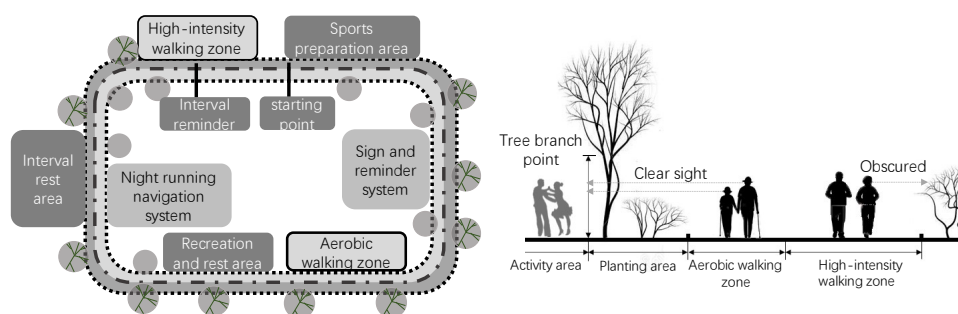 High-intensity
walking zone
Sports
preparation area
Interval
reminder
starting
point
Interval
rest
area
Night running
navigation
system
Sign and
reminder
system
Recreation
and rest area
Aerobic
walking zone
Tree branch
point
Clear sight
Obscured
Activity area
Planting area
Aerobic walking
zone
High-intensity
walking zone